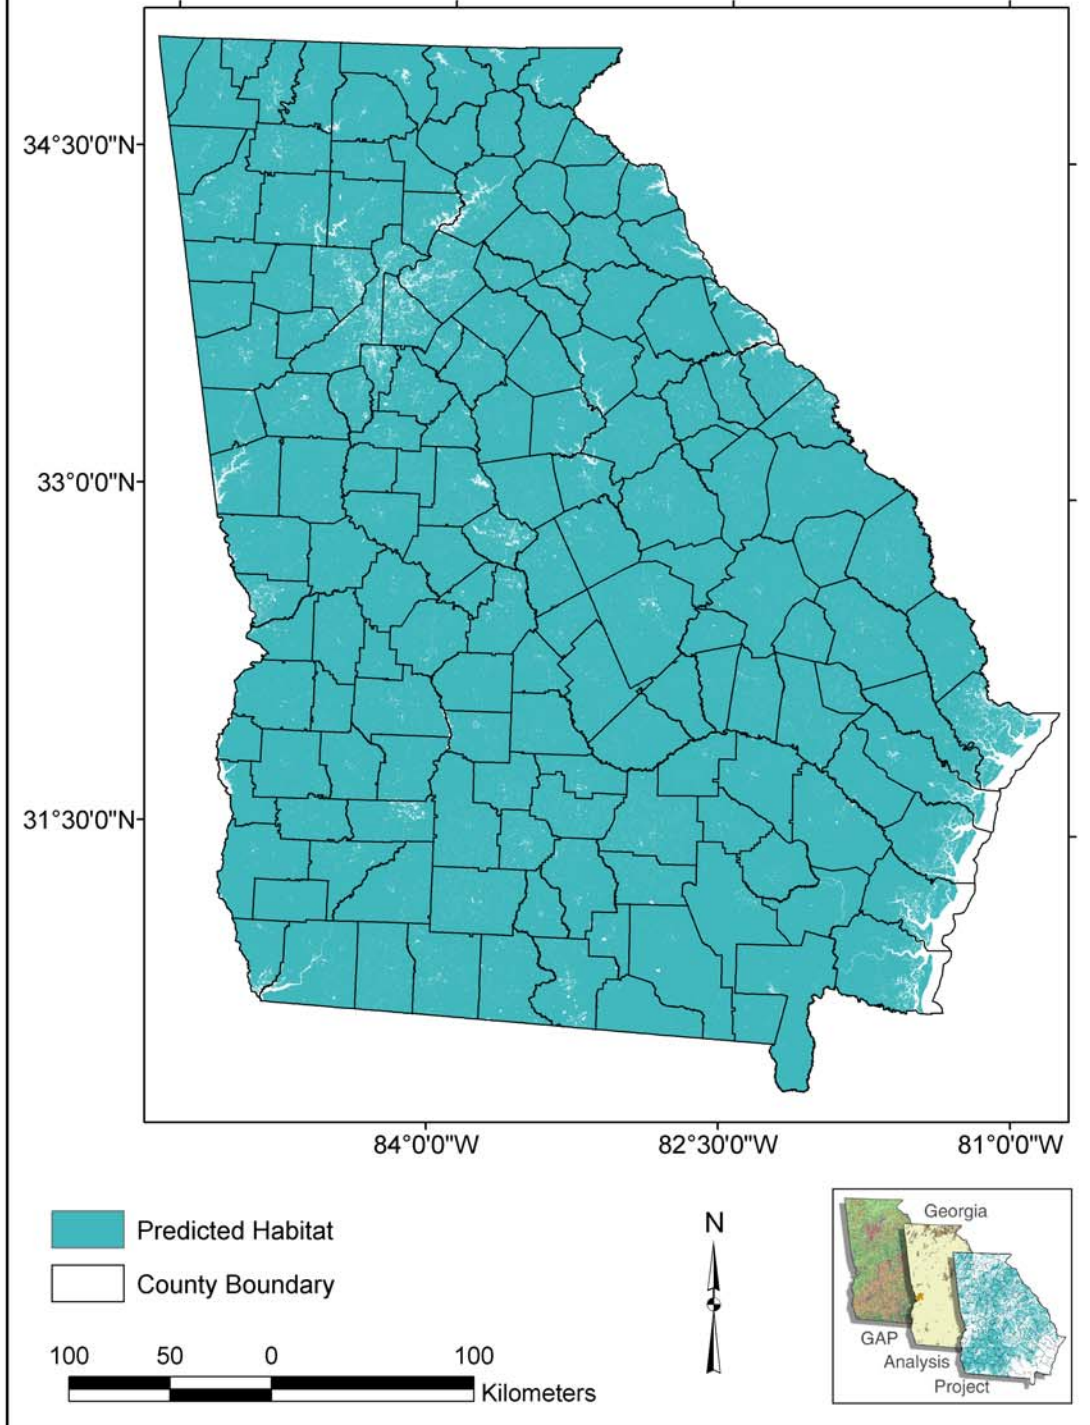 34°30'0"N
33°0'0"N
31°30'0"N
84°0'0"W 82°30'0"W 81°0'0"W
Predicted Habitat
County Boundary
100 50 0 100
Kilometers
N
Georgia
GAP
Analysis
Project